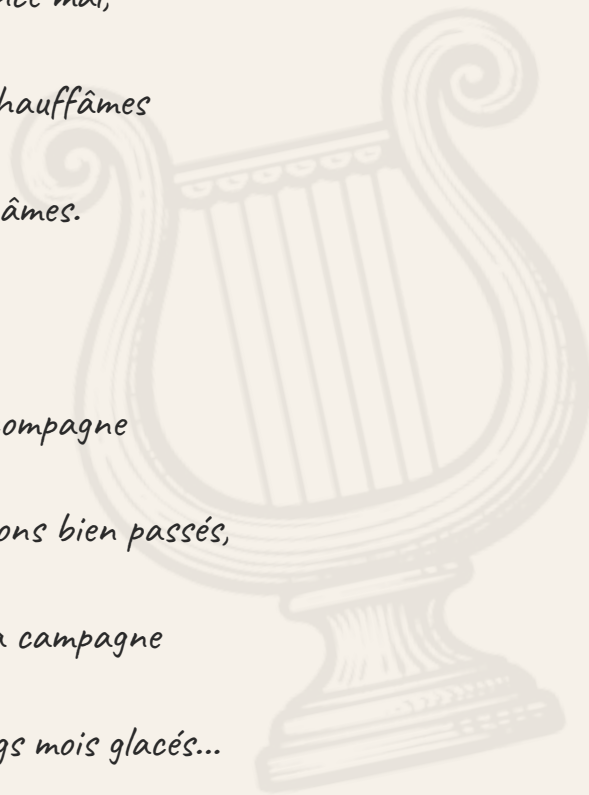 mai,
hauffâmes
âmes.
ompagne
ons bien passés,
a campagne
gs mois glacés...